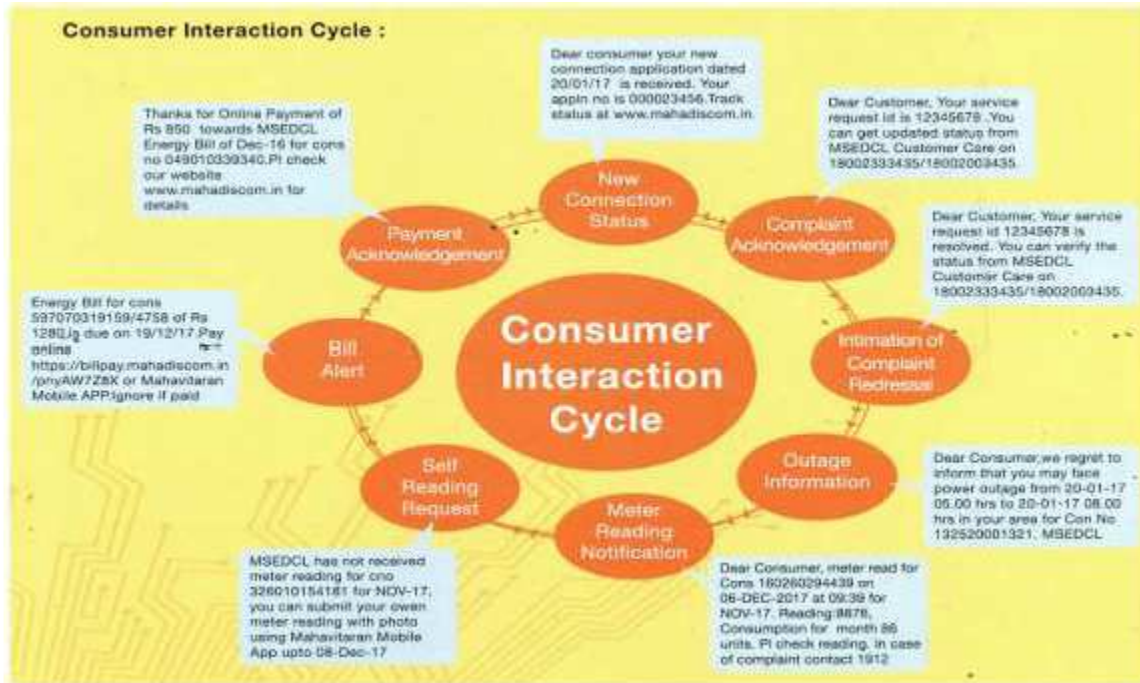 Consumer Interaction Cycle :
Dear consumer your new
connection application dated
20/01/17 is received. Your
appln no is 000023456.Track
status at www.mahadiscom.in.
Thanks for Online Payment of
Rs 850 towards MSEDCL
Energy Bill of Dec-16 for cons
no 049010339340.Pl check
our website
www.mahadiscom.in for
details
Dear Customer, Your service
request id is 12345678 .You
can get updated status from
MSEDCL Customer Care on
18002333435/18002003435.
New
Connection
Status
Payment
Acknowledgement
Complaint
Acknowledgement
Dear Customer, Your service
request id 12345678 is
resolved. You can verify the
status from MSEDCL
Customer Care on
18002333435/18002003435.
Energy Bill for cons
597070319159/4758 of Rs
1280,is due on 19/12/17.Pay
online
https://billpay.mahadiscom.in
/pnyAW7Z8X or Mahavitaran
Mobile APP.Ignore if paid
Bill
Alert
Consumer
Interaction
Cycle
Intimation of
Complaint
Redressal
Self
Reading
Request
Meter
Reading
Notification
Outage
Information
Dear Consumer,we regret to
inform that you may face
power outage from 20-01-17
05.00 hrs to 20-01-17 08.00
hrs in your area for Con No
132520001321. MSEDCL
MSEDCL has not received
meter reading for cno
326010154181 for NOV-17,
you can submit your owen
meter reading with photo
using Mahavitaran Mobile
App upto 08-Dec-17
Dear Consumer, meter read for
Cons 160260294439 on
06-DEC-2017 at 09:39 for
NOV-17. Reading:8878,
Consumption for month 86
units. Pl check reading. In case
of complaint contact 1912